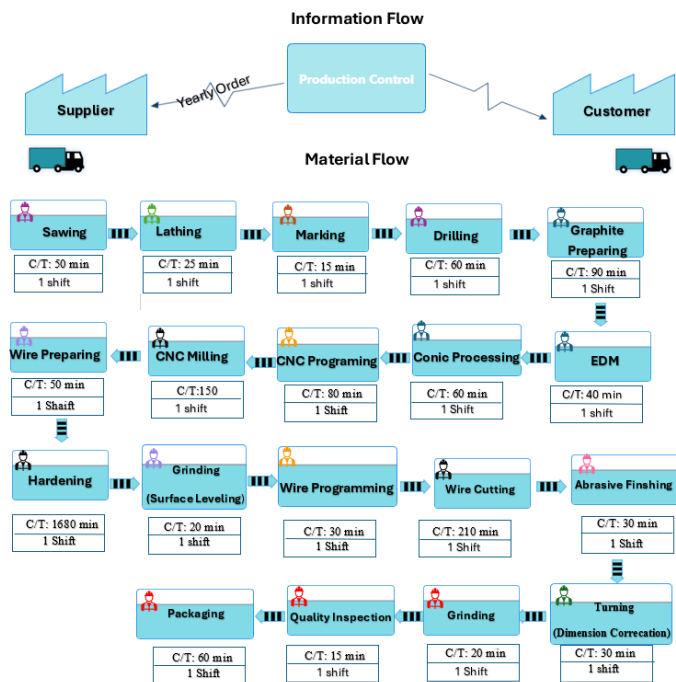 Information Flow
Production Control
Yearly Order
Supplier
Customer
Material Flow
Sawing
C/T: 50 min
1 shift
Lathing
C/T: 25 min
1 shift
Marking
C/T: 15 min
1 shift
Drilling
C/T: 60 min
1 shift
Graphite
Preparing
C/T: 90 min
1 Shift
EDM
C/T: 40 min
1 shift
Conic Processing
C/T: 60 min
1 Shift
CNC Programing
C/T: 80 min
1 Shift
CNC Milling
C/T:150
1 shift
Wire Preparing
C/T: 50 min
1 Shaift
Hardening
C/T: 1680 min
1 Shift
Grinding
(Surface Leveling)
C/T: 20 min
1 shift
Wire Programming
C/T: 30 min
1 Shift
Wire Cutting
C/T: 210 min
1 Shift
Abrasive Finshing
C/T: 30 min
1 Shift
Turning
(Dimension Correcation)
C/T: 30 min
1 shift
Grinding
C/T: 20 min
1 Shift
Quality Inspection
C/T: 15 min
1 Shift
Packaging
C/T: 60 min
1 Shift